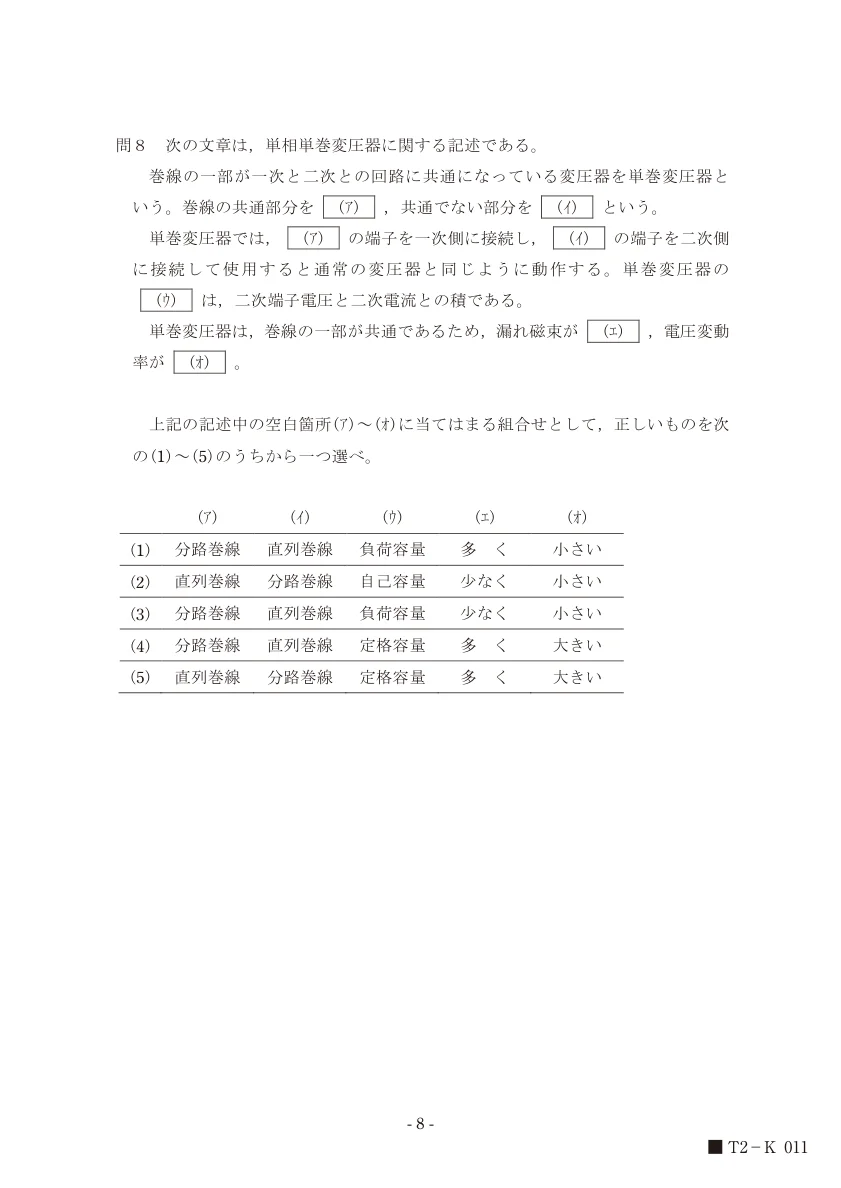 問８　次の文章は，単相単巻変圧器に関する記述である。
巻線の一部が一次と二次との回路に共通になっている変圧器を単巻変圧器と
いう。巻線の共通部分を (ｱ) ，共通でない部分を (ｲ) という。
単巻変圧器では， (ｱ) の端子を一次側に接続し， (ｲ) の端子を二次側
に接続して使用すると通常の変圧器と同じように動作する。単巻変圧器の
(ｳ) は，二次端子電圧と二次電流との積である。
単巻変圧器は，巻線の一部が共通であるため，漏れ磁束が (ｴ) ，電圧変動
率が (ｵ) 。
上記の記述中の空白箇所(ｱ)～(ｵ)に当てはまる組合せとして，正しいものを次
の(1)～(5)のうちから一つ選べ。
(ｱ) (ｲ) (ｳ) (ｴ) (ｵ)
(1) 分路巻線 直列巻線 負荷容量 多　く 小さい
(2) 直列巻線 分路巻線 自己容量 少なく 小さい
(3) 分路巻線 直列巻線 負荷容量 少なく 小さい
(4) 分路巻線 直列巻線 定格容量 多　く 大きい
(5) 直列巻線 分路巻線 定格容量 多　く 大きい
- 8 -
■ T2－K 011